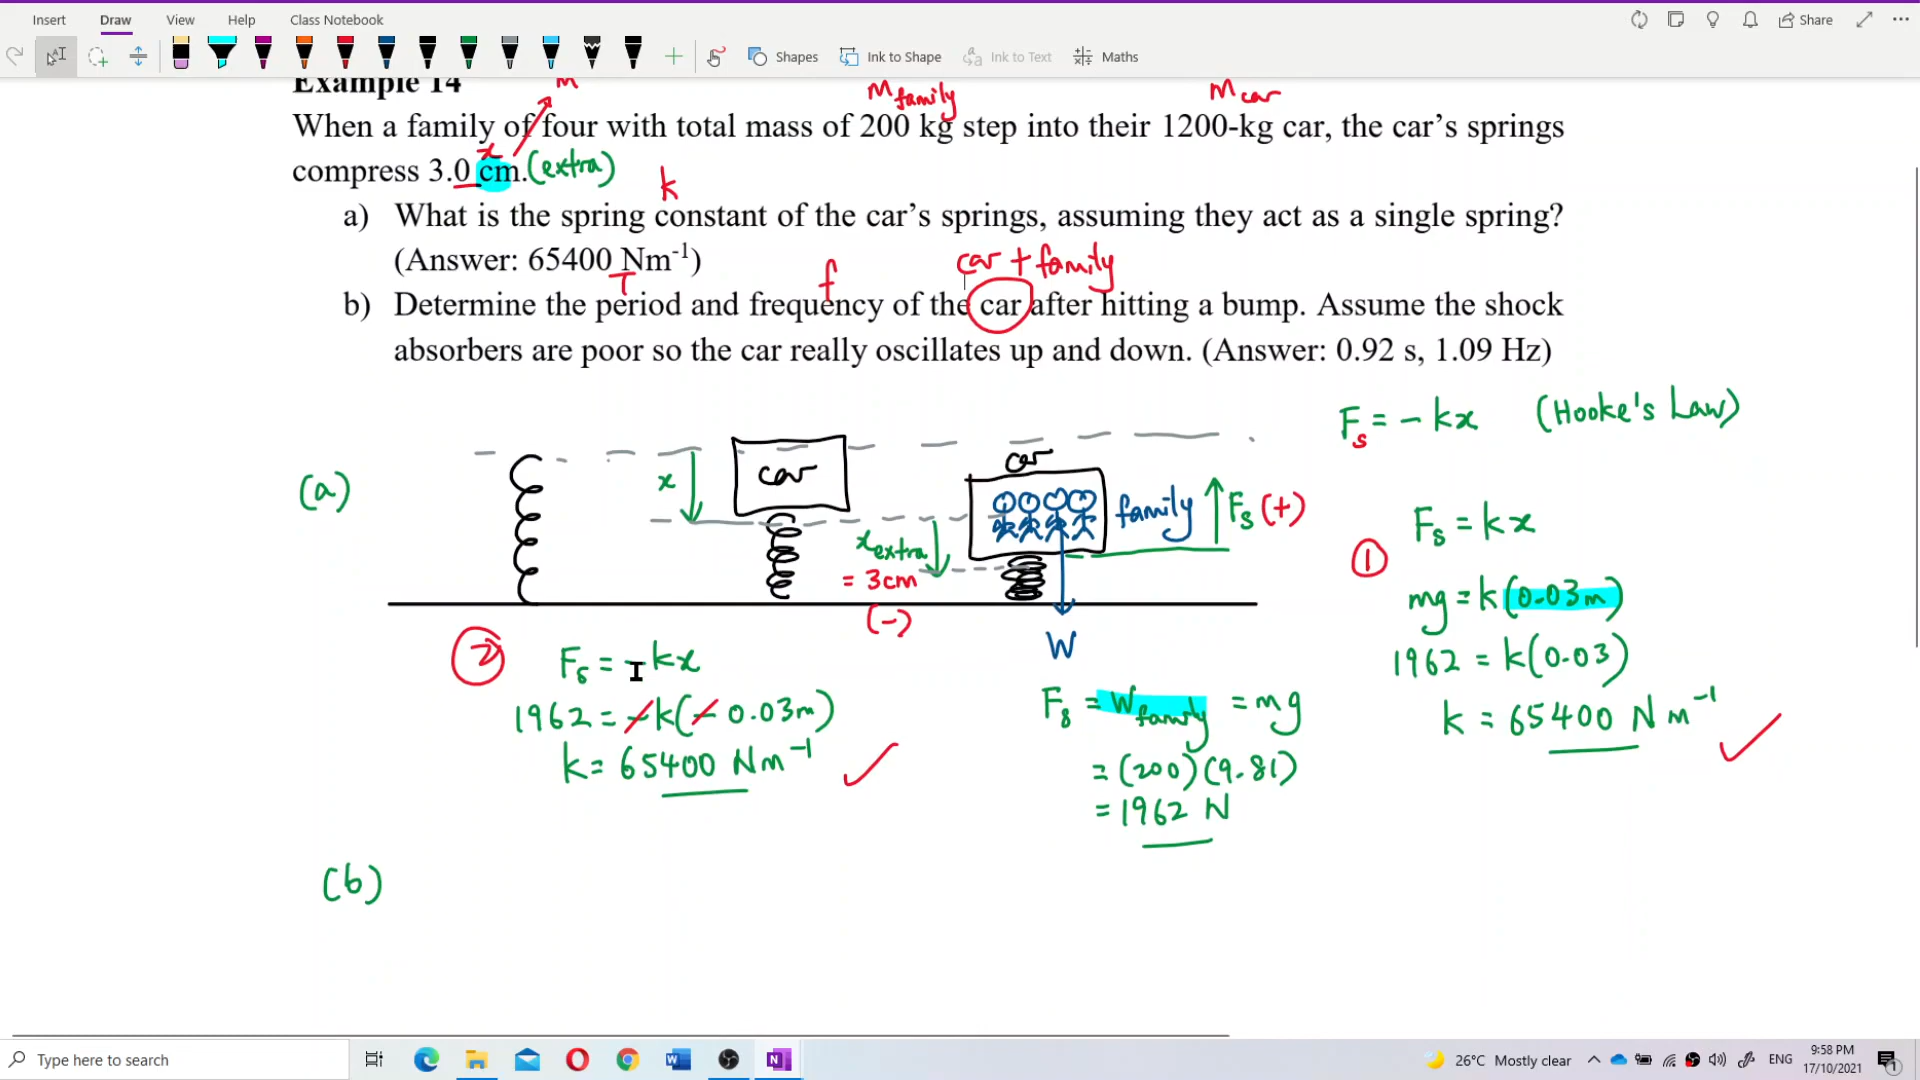 Insert Draw View Help Class Notebook Share
Shapes Ink to Shape Ink to Text Maths
Example 14
m
m family
m car
When a family of four with total mass of 200 kg step into their 1200-kg car, the car's springs
x
compress 3.0 cm. (extra)
k
a) What is the spring constant of the car's springs, assuming they act as a single spring?
(Answer: 65400 Nm⁻¹)
T f car + family
b) Determine the period and frequency of the car after hitting a bump. Assume the shock
absorbers are poor so the car really oscillates up and down. (Answer: 0.92 s, 1.09 Hz)
Fs = - kx (Hooke's Law)
(a)
x
car
car
family
Fs (+)
x extra
= 3cm
(-)
W
①
Fs = kx
mg = k(0.03m)
1962 = k(0.03)
k = 65400 N m⁻¹
②
Fs = -kx
1962 = -k(-0.03m)
k = 65400 Nm⁻¹
Fs = W family = mg
= (200)(9.81)
= 1962 N
(b)
Type here to search
26°C Mostly clear ENG 9:58 PM
17/10/2021
1